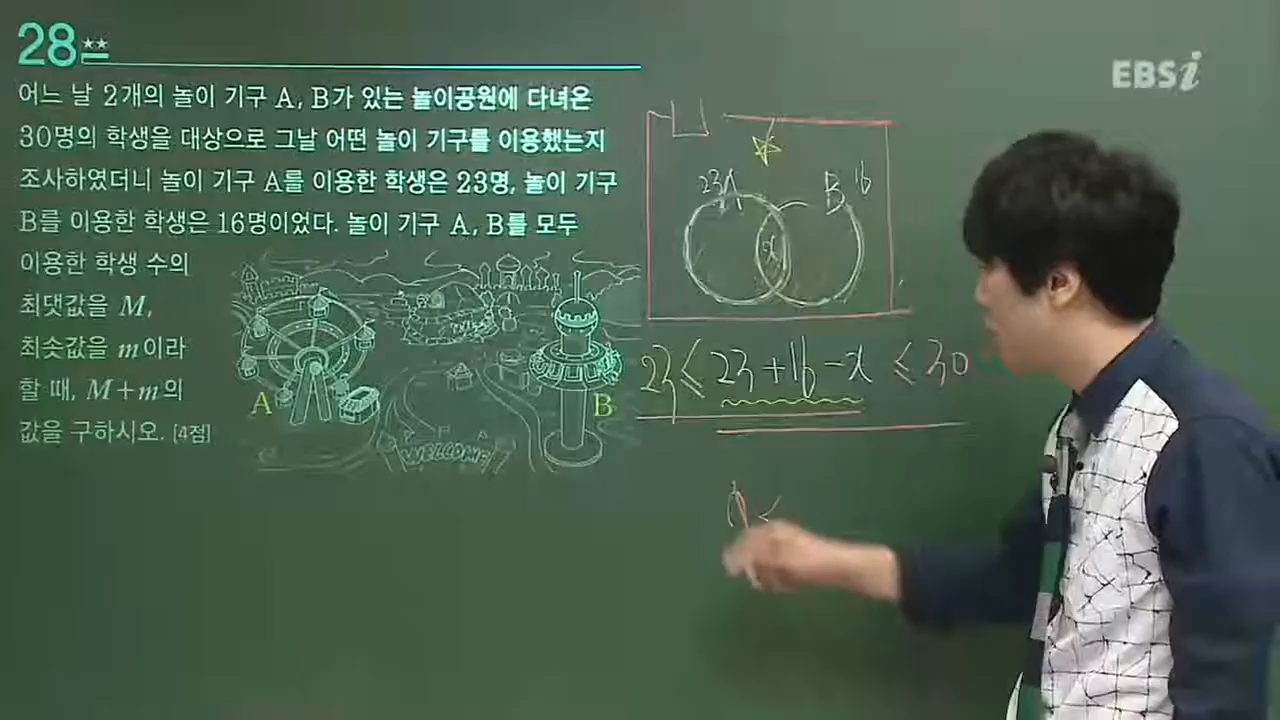 28
어느 날 2개의 놀이 기구 A, B가 있는 놀이공원에 다녀온
30명의 학생을 대상으로 그날 어떤 놀이 기구를 이용했는지
조사하였더니 놀이 기구 A를 이용한 학생은 23명, 놀이 기구
B를 이용한 학생은 16명이었다. 놀이 기구 A, B를 모두
이용한 학생 수의
최댓값을 M,
최솟값을 m이라
할 때, M+m의
값을 구하시오. [4점]
A
B
WELCOME
EBSi
U
23 A
B 16
x
23≤23+16-x≤30